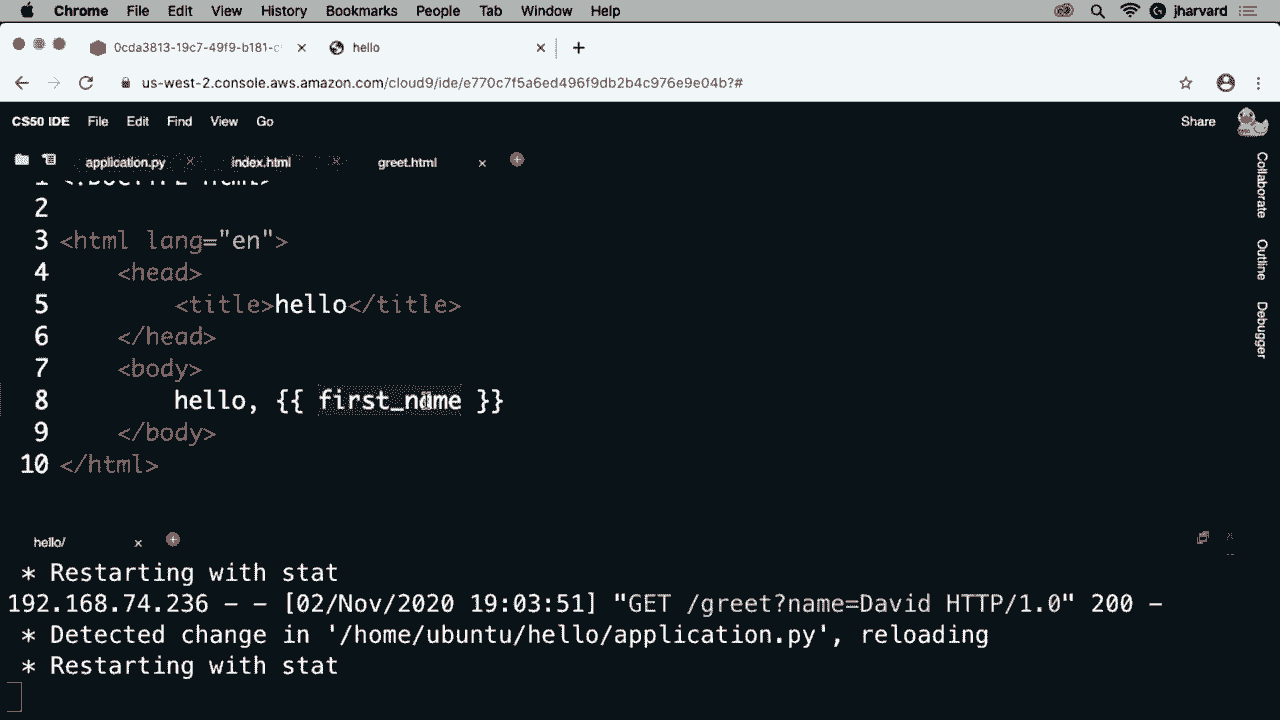 Chrome File Edit View History Bookmarks People Tab Window Help jharvard
0cda3813-19c7-49f9-b181-c hello
us-west-2.console.aws.amazon.com/cloud9/ide/e770c7f5a6ed496f9db2b4c976e9e04b?#
CS50 IDE File Edit Find View Go Share
application.py index.html greet.html
Collaborate
Outline
Debugger
1 <!DOCTYPE html>
2
3 <html lang="en">
4 <head>
5 <title>hello</title>
6 </head>
7 <body>
8 hello, {{ first_name }}
9 </body>
10 </html>
hello/
* Restarting with stat
192.168.74.236 - - [02/Nov/2020 19:03:51] "GET /greet?name=David HTTP/1.0" 200 -
* Detected change in '/home/ubuntu/hello/application.py', reloading
* Restarting with stat